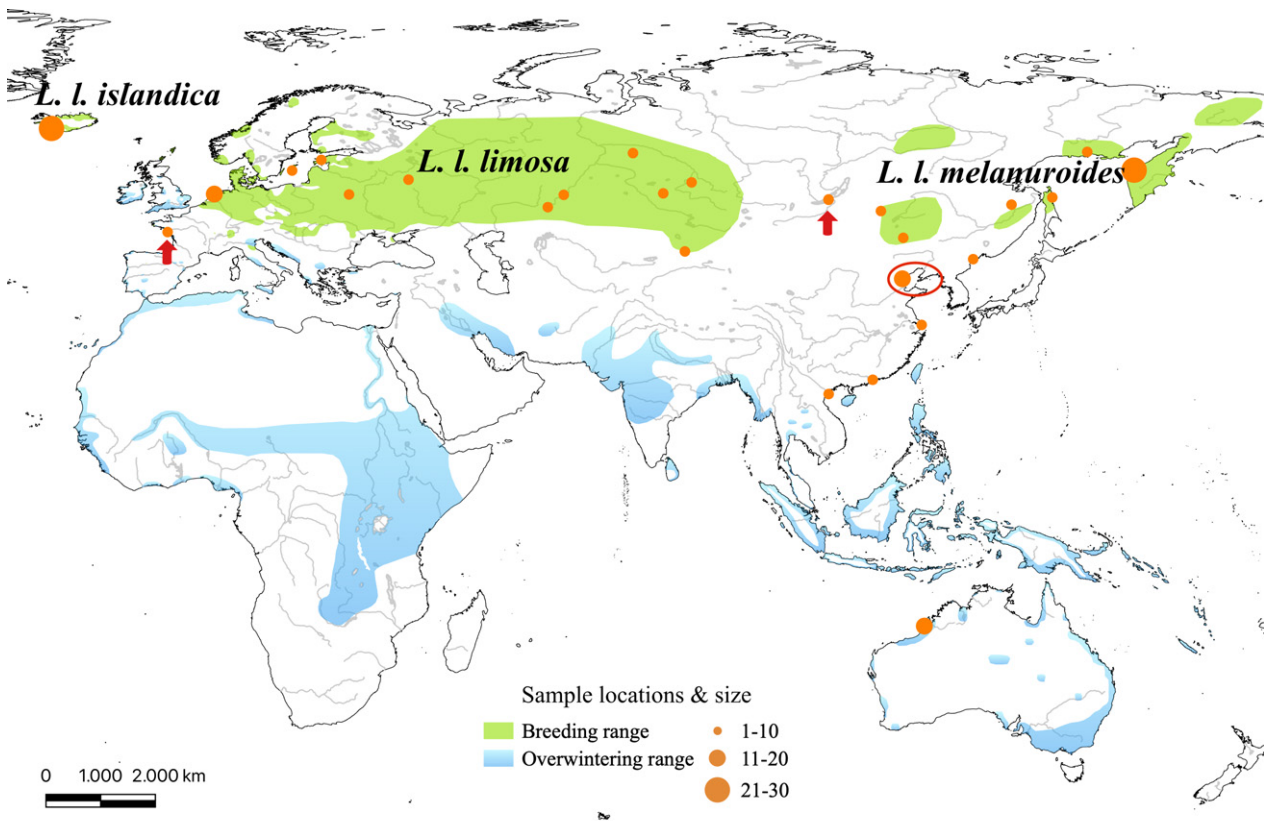 L. l. islandica
L. l. limosa
L. l. melanuroides
Sample locations & size
Breeding range
Overwintering range
1-10
11-20
21-30
0 1.000 2.000 km